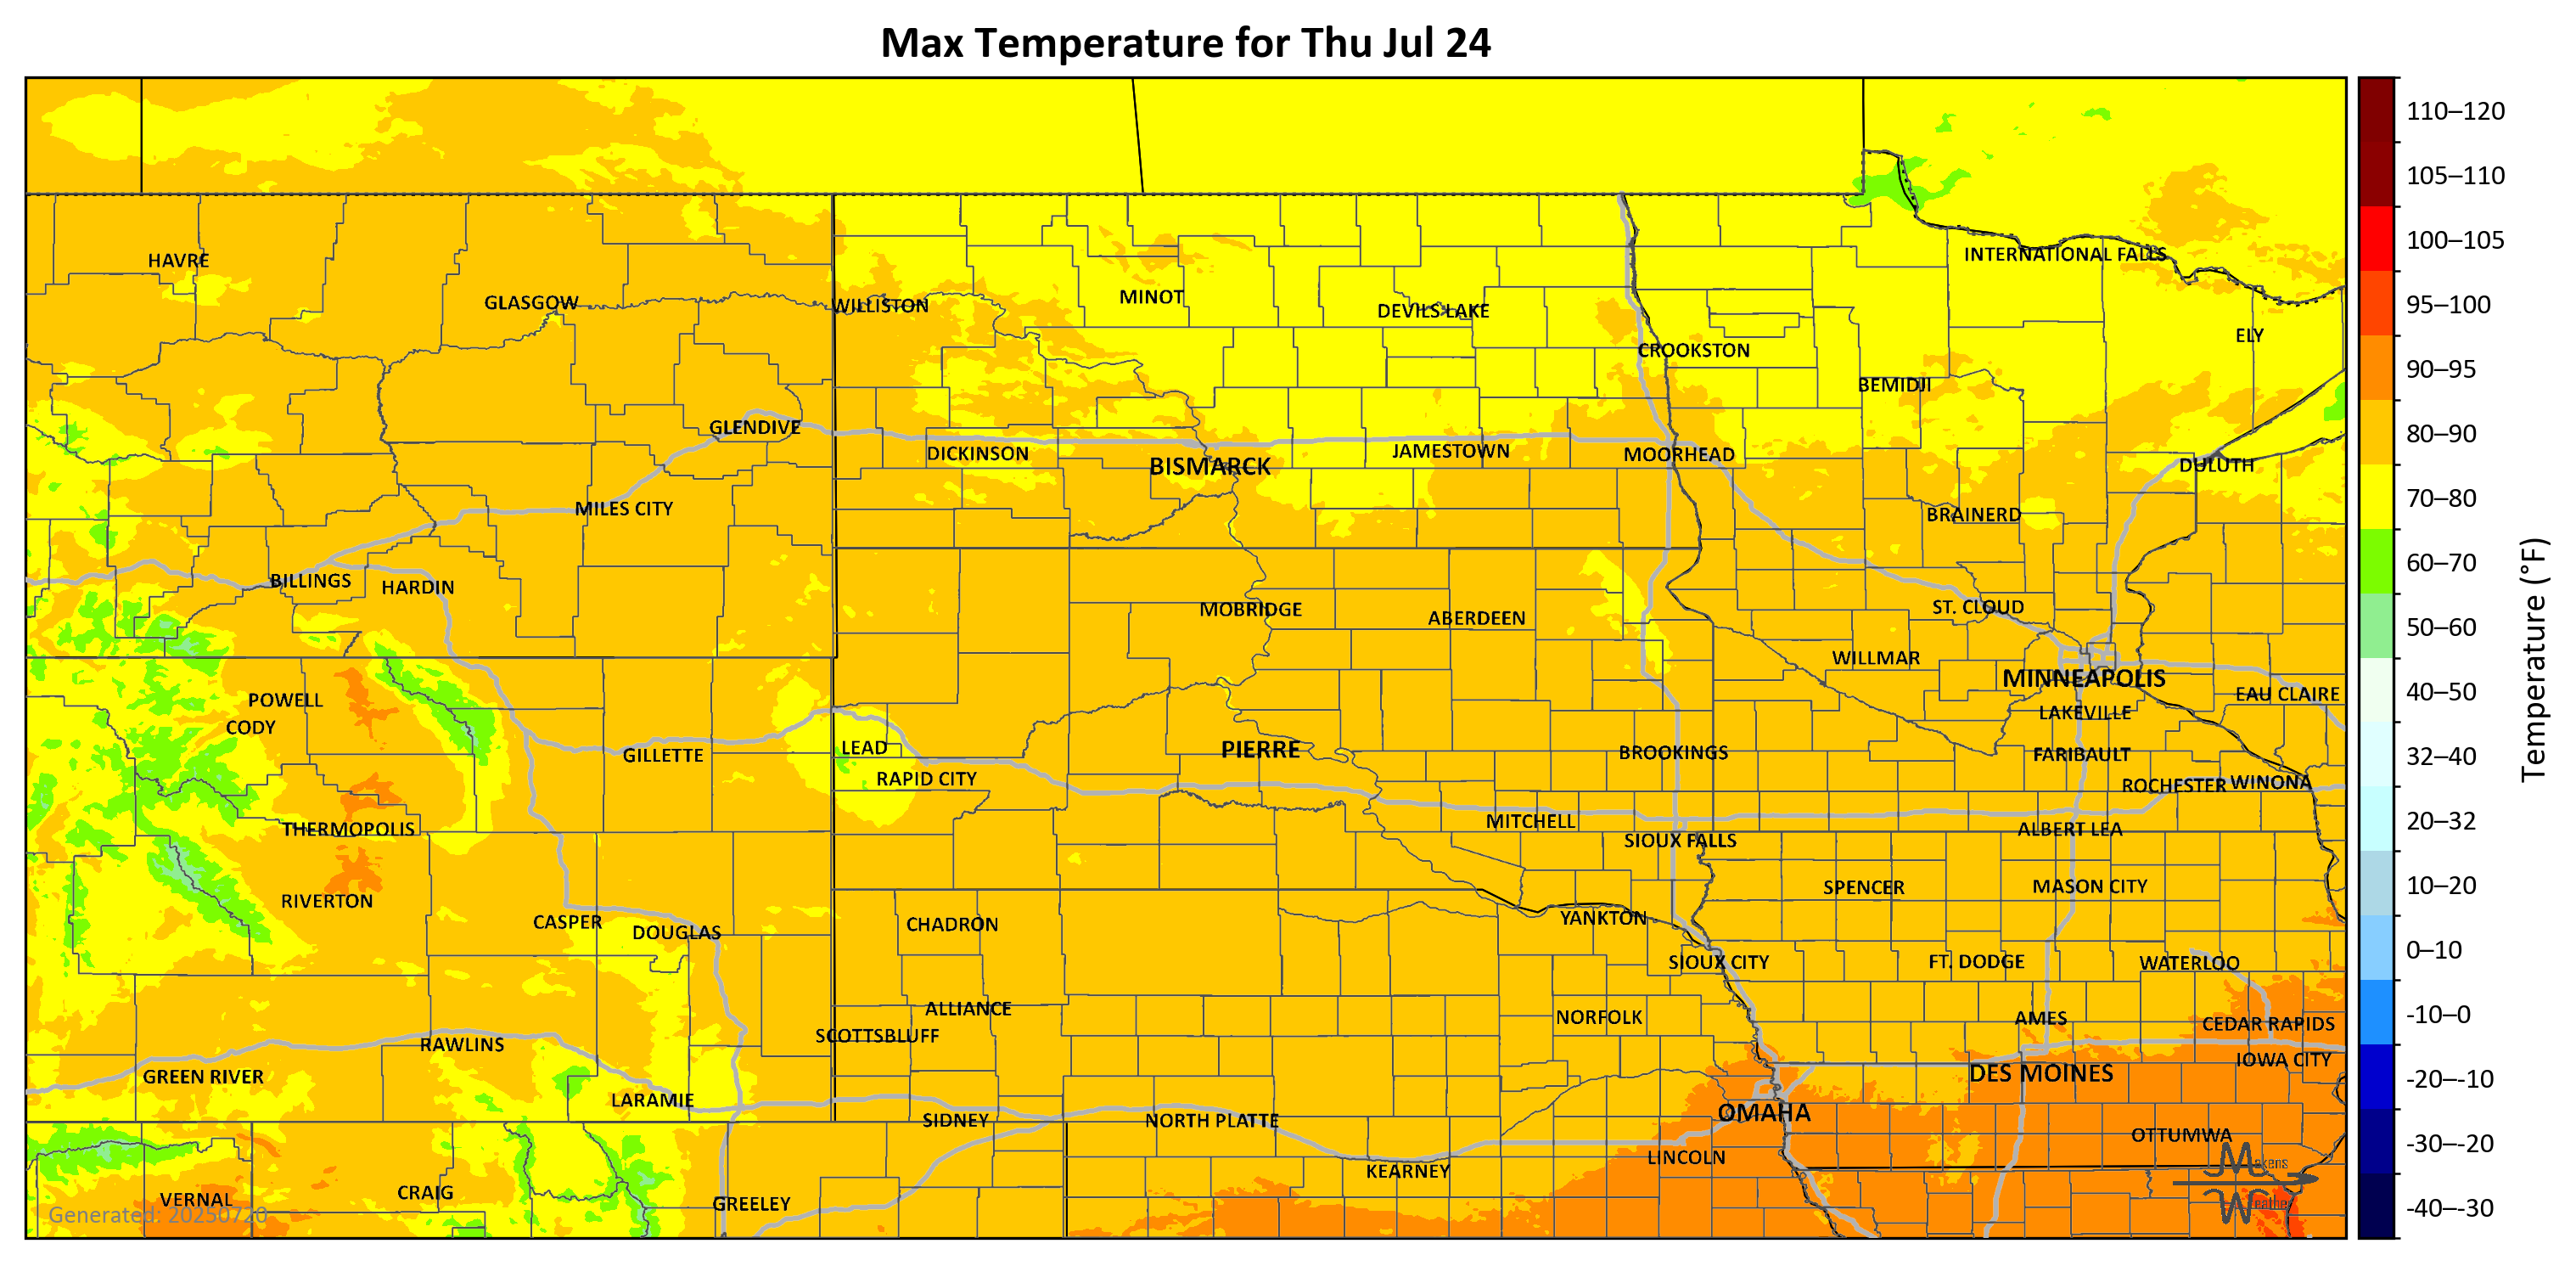 Max Temperature for Thu Jul 24
110–120
105–110
HAVRE
INTERNATIONAL FALLS
100–105
GLASGOW
WILLISTON
MINOT
DEVILS LAKE
95–100
ELY
CROOKSTON
BEMIDJI
90–95
GLENDIVE
DICKINSON
BISMARCK
JAMESTOWN
MOORHEAD
DULUTH
80–90
MILES CITY
BRAINERD
70–80
BILLINGS
HARDIN
60–70
MOBRIDGE
ABERDEEN
ST. CLOUD
50–60
WILLMAR
MINNEAPOLIS
Temperature (°F)
POWELL
CODY
EAU CLAIRE
40–50
LAKEVILLE
GILLETTE
LEAD
PIERRE
BROOKINGS
FARIBAULT
32–40
RAPID CITY
ROCHESTER
WINONA
THERMOPOLIS
MITCHELL
SIOUX FALLS
ALBERT LEA
20–32
RIVERTON
SPENCER
MASON CITY
10–20
CASPER
DOUGLAS
CHADRON
YANKTON
SIOUX CITY
FT. DODGE
WATERLOO
0–10
ALLIANCE
NORFOLK
AMES
CEDAR RAPIDS
-10–0
RAWLINS
SCOTTSBLUFF
IOWA CITY
GREEN RIVER
DES MOINES
-20–-10
LARAMIE
SIDNEY
NORTH PLATTE
OMAHA
OTTUMWA
-30–-20
KEARNEY
LINCOLN
Makens
VERNAL
CRAIG
GREELEY
Weather
-40–-30
Generated: 20250720